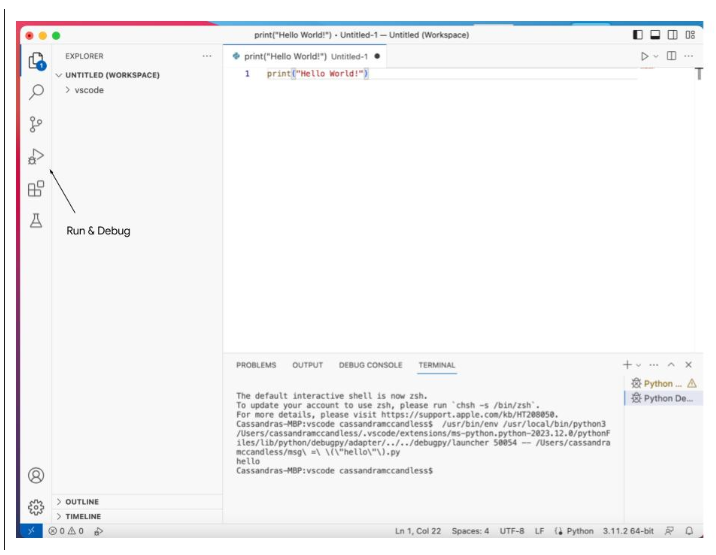 print("Hello World!") • Untitled-1 — Untitled (Workspace)
EXPLORER
...
print("Hello World!") Untitled-1 ●
1
UNTITLED (WORKSPACE)
vscode
1 print("Hello World!")
Run & Debug
PROBLEMS OUTPUT DEBUG CONSOLE TERMINAL
Python ...
Python De...
The default interactive shell is now zsh.
To update your account to use zsh, please run `chsh -s /bin/zsh`.
For more details, please visit https://support.apple.com/kb/HT208050.
Cassandras-MBP:vscode cassandramccandless$ /usr/bin/env /usr/local/bin/python3
/Users/cassandramccandless/.vscode/extensions/ms-python.python-2023.12.0/pythonF
iles/lib/python/debugpy/adapter/../../debugpy/launcher 50054 -- /Users/cassandra
mccandless/msg\ =\ \(\"hello\"\).py
hello
Cassandras-MBP:vscode cassandramccandless$
OUTLINE
TIMELINE
0 0 Ln 1, Col 22 Spaces: 4 UTF-8 LF Python 3.11.2 64-bit